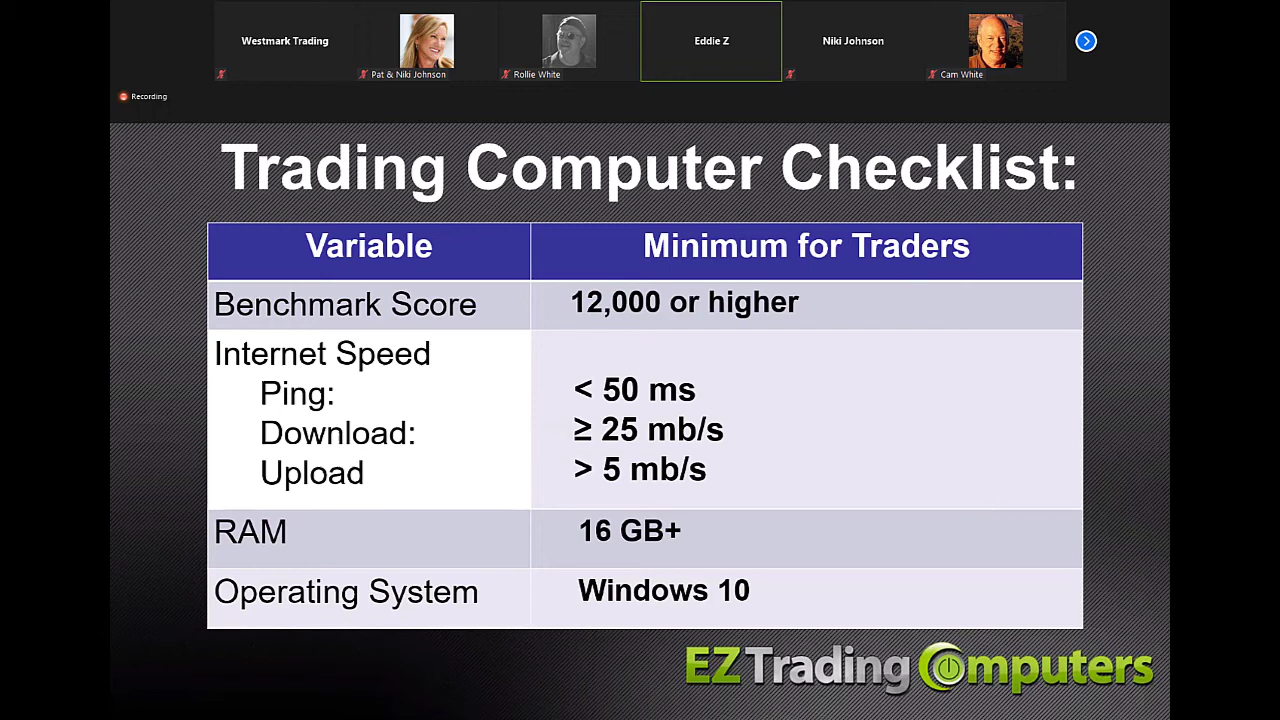 Westmark Trading
Pat & Niki Johnson
Rollie White
Eddie Z
Niki Johnson
Cam White
Recording
Trading Computer Checklist:
Variable
Minimum for Traders
Benchmark Score
12,000 or higher
Internet Speed
Ping:
< 50 ms
Download:
≥ 25 mb/s
Upload
> 5 mb/s
RAM
16 GB+
Operating System
Windows 10
EZTrading Computers